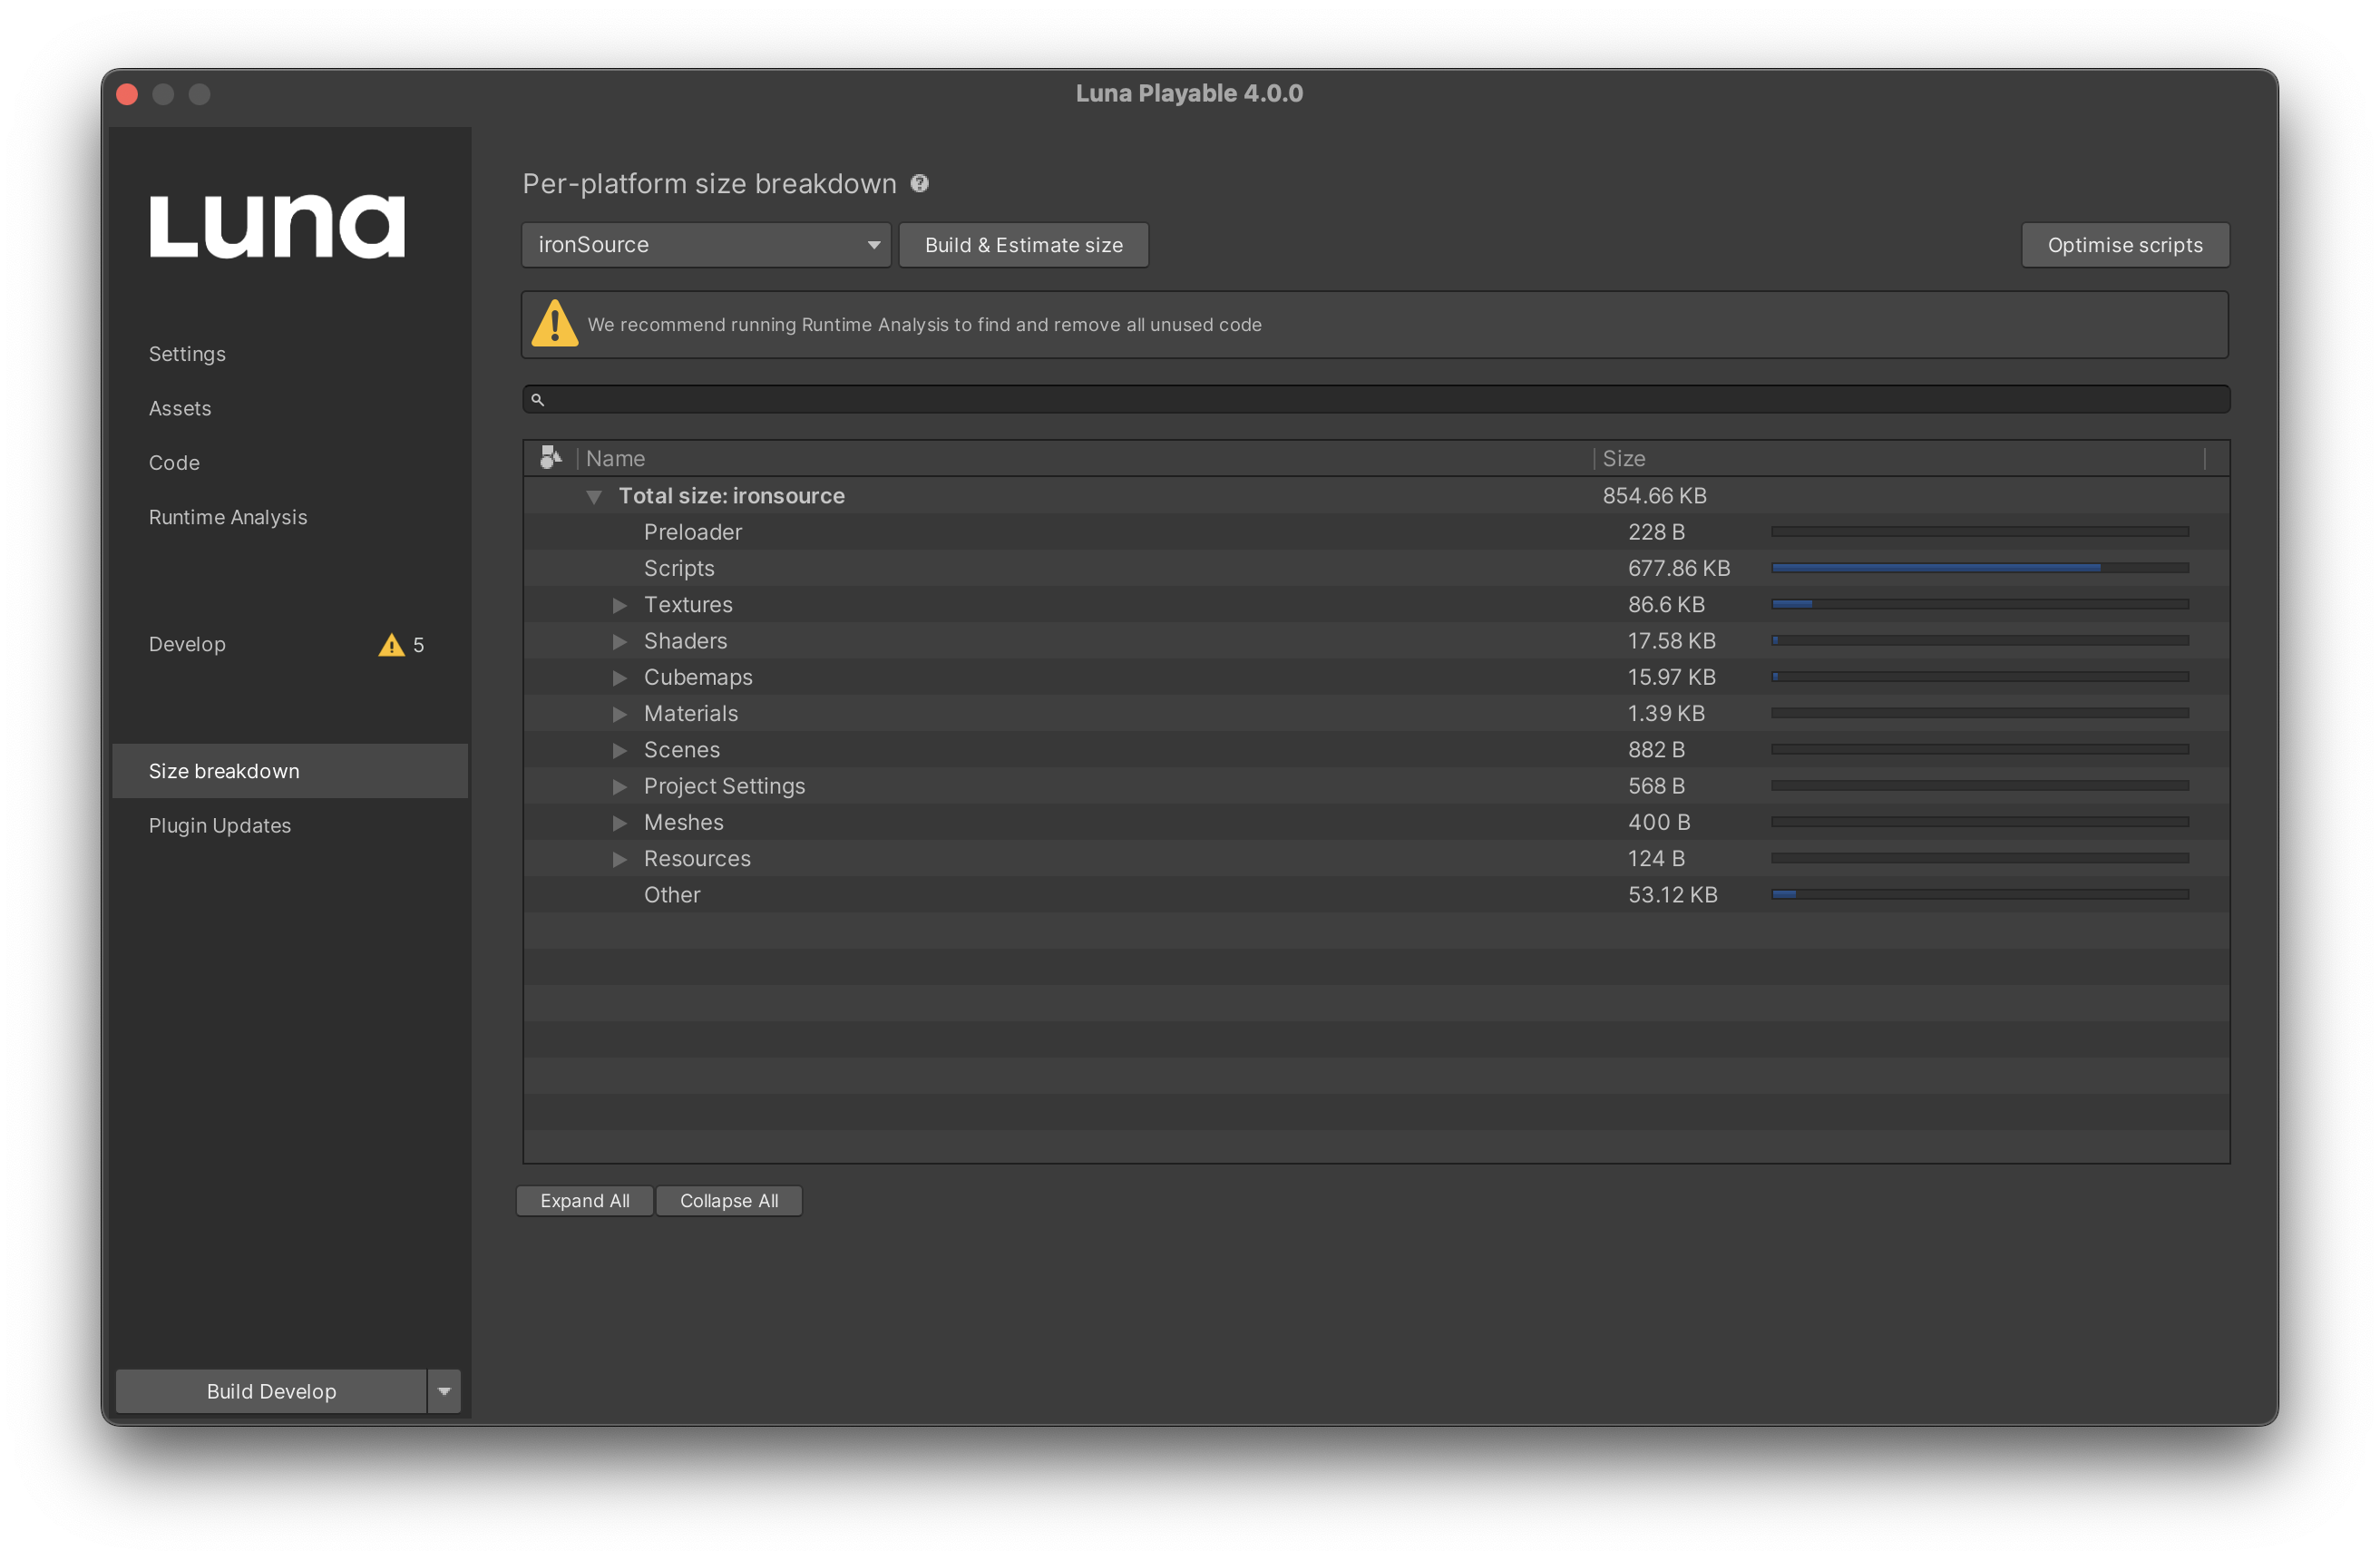 Luna Playable 4.0.0
Luna
Settings
Assets
Code
Runtime Analysis
Develop 5
Size breakdown
Plugin Updates
Build Develop
Per-platform size breakdown
ironSource Build & Estimate size Optimise scripts
We recommend running Runtime Analysis to find and remove all unused code
Name Size
Total size: ironsource 854.66 KB
Preloader 228 B
Scripts 677.86 KB
Textures 86.6 KB
Shaders 17.58 KB
Cubemaps 15.97 KB
Materials 1.39 KB
Scenes 882 B
Project Settings 568 B
Meshes 400 B
Resources 124 B
Other 53.12 KB
Expand All Collapse All